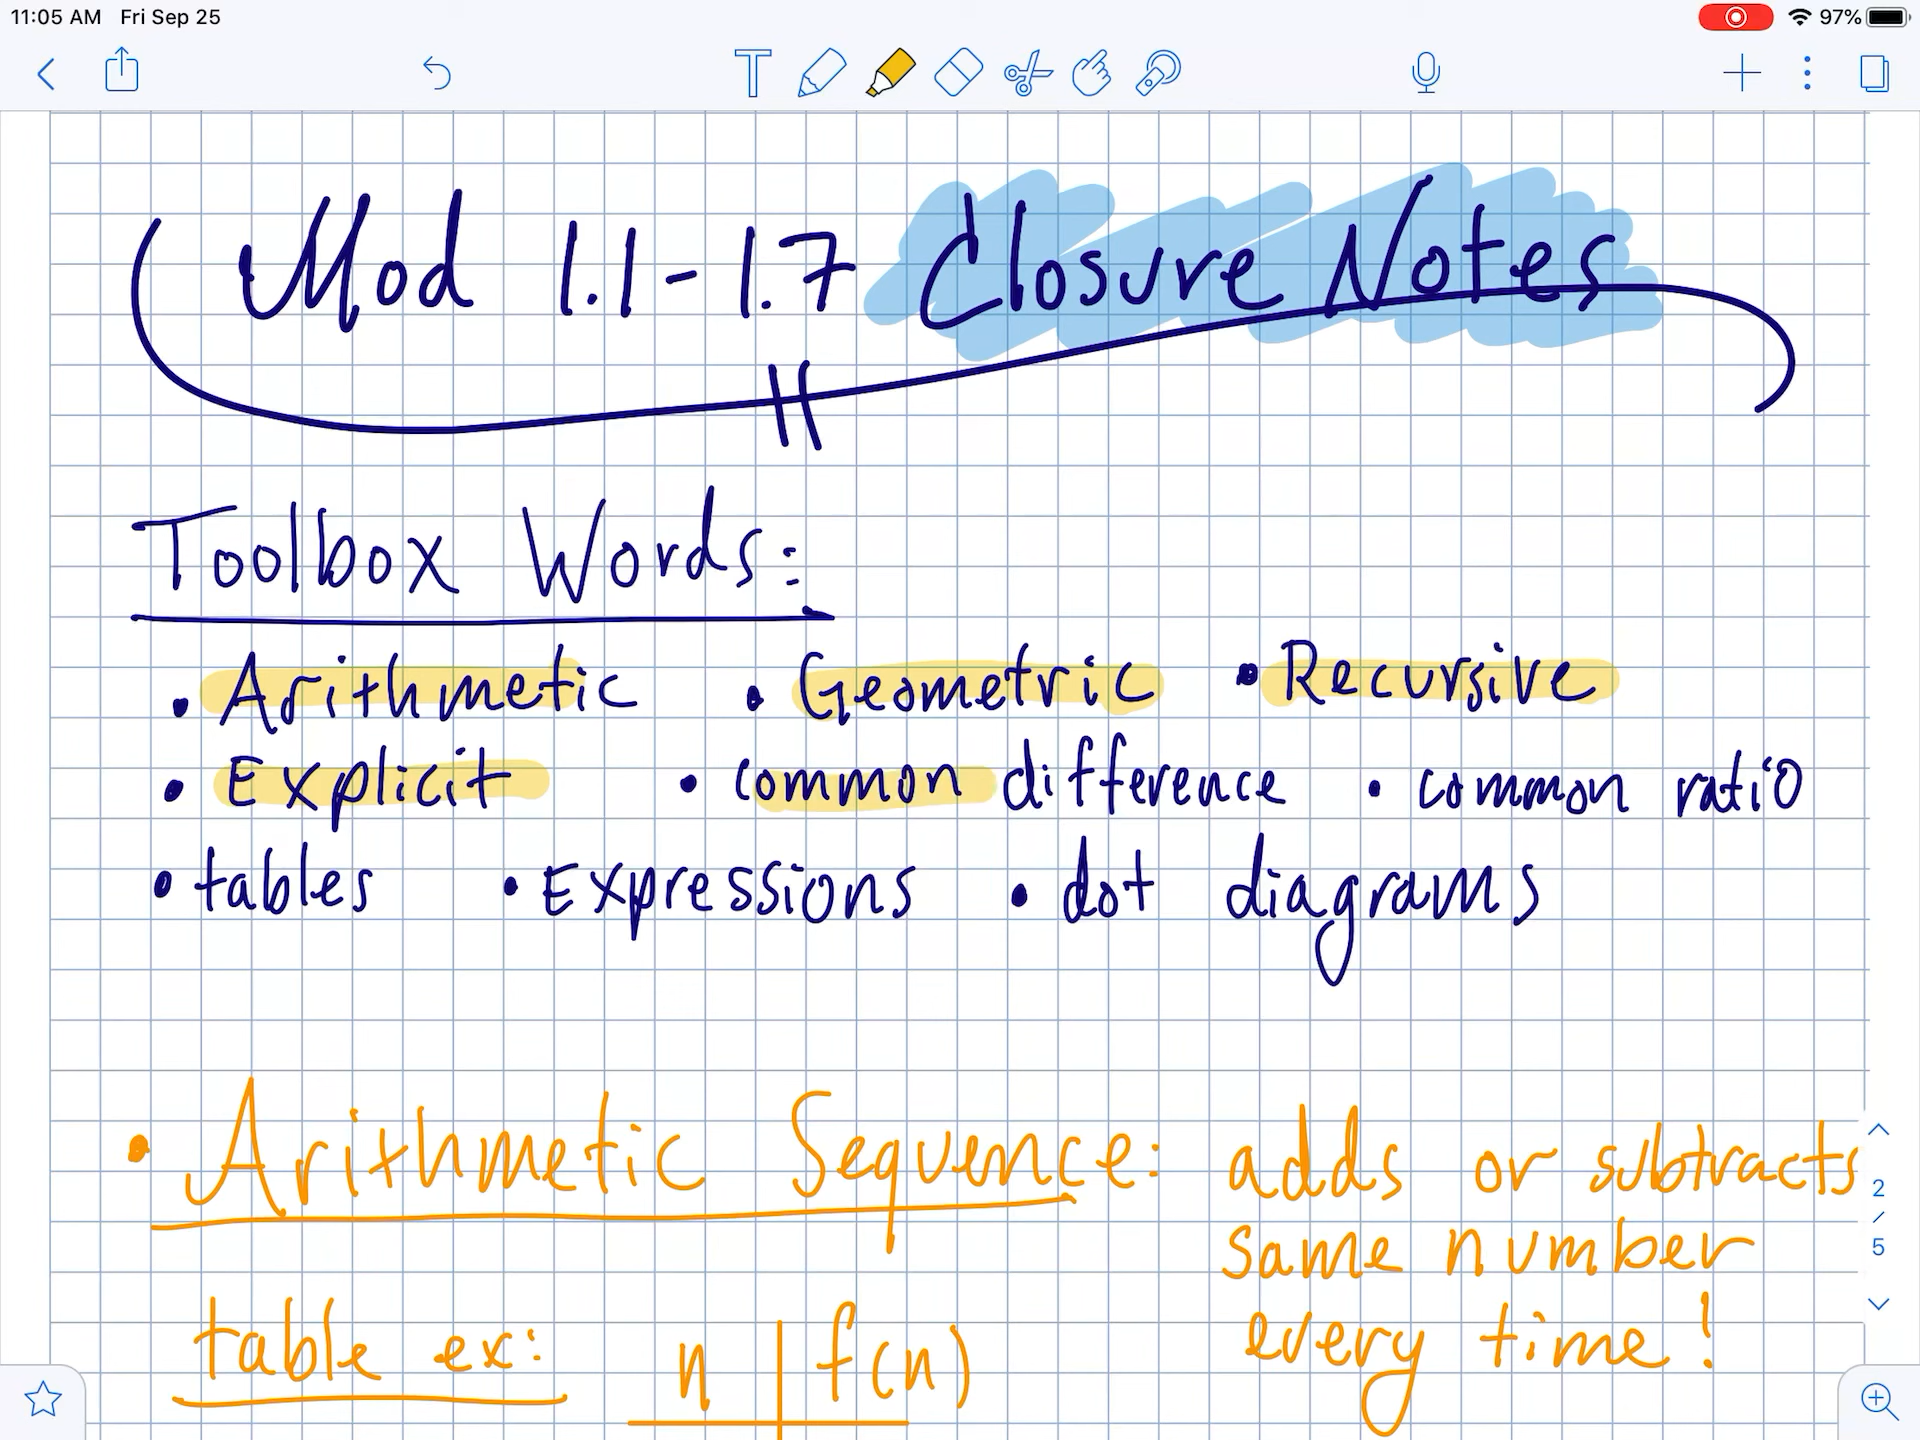 11:05 AM Fri Sep 25 97%
Mod 1.1-1.7 Closure Notes
Toolbox Words:
• Arithmetic • Geometric • Recursive
• Explicit • common difference • common ratio
• tables • Expressions • dot diagrams
• Arithmetic Sequence: adds or subtracts
same number
every time!
table ex: n f(n)
2
/
5